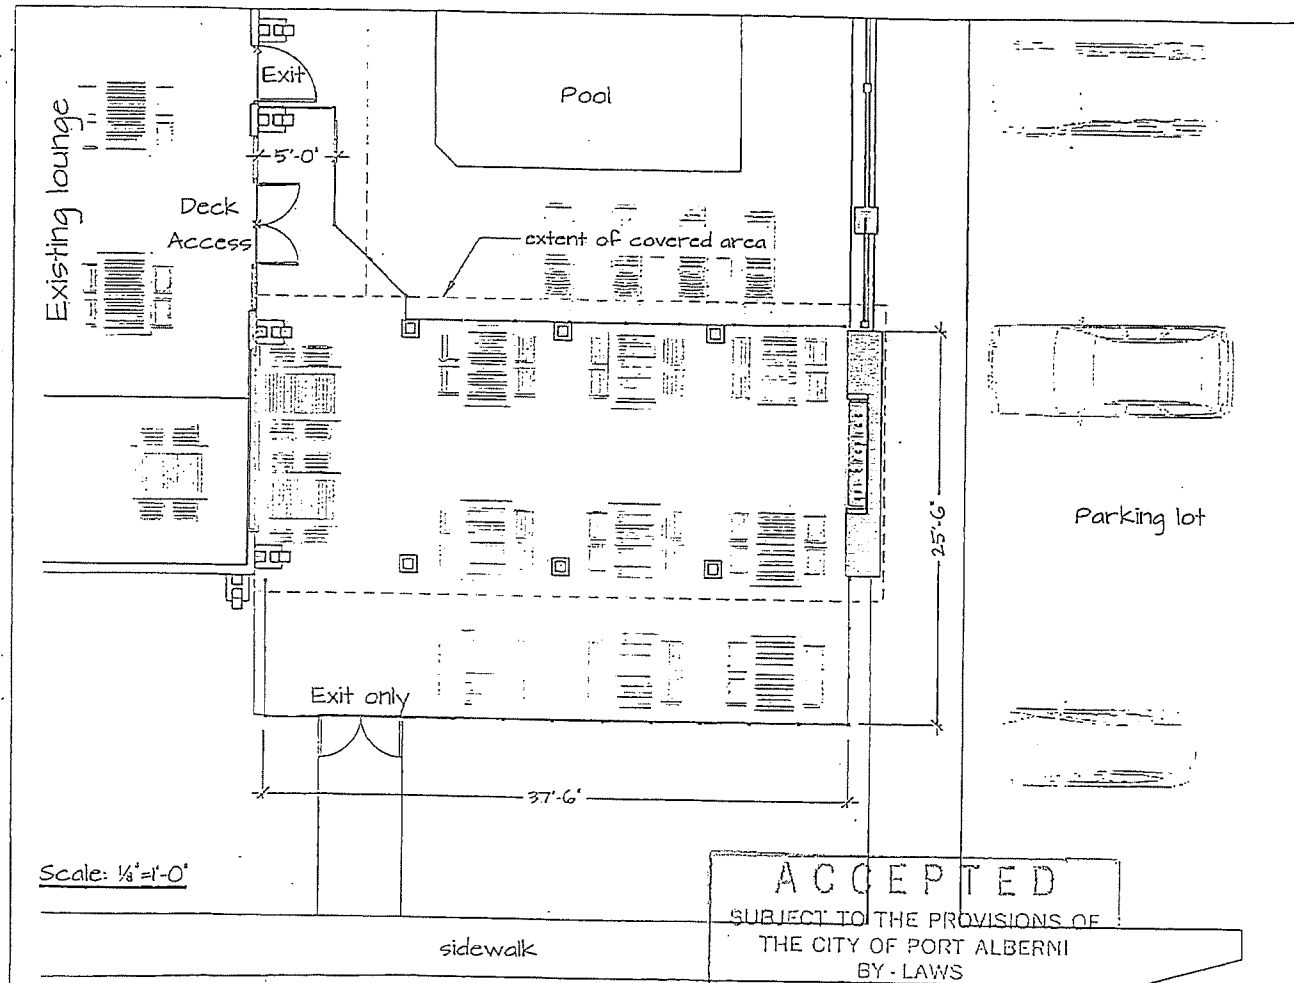 Exit
Pool
Existing lounge
5'-0"
Deck
Access
extent of covered area
25'-6"
Parking lot
Exit only
37'-6"
Scale: 1/8"=1'-0"
ACCEPTED
SUBJECT TO THE PROVISIONS OF
THE CITY OF PORT ALBERNI
BY-LAWS
sidewalk